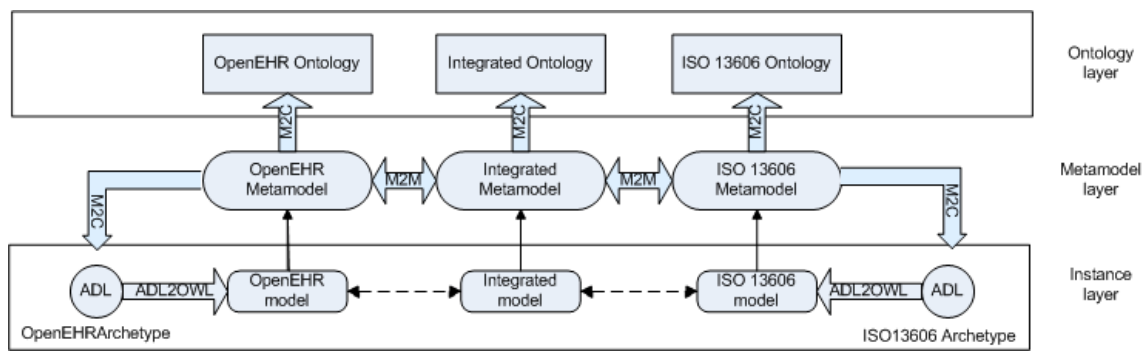 OpenEHR Ontology
Integrated Ontology
ISO 13606 Ontology
Ontology
layer
M2C
M2C
M2C
OpenEHR
Metamodel
M2M
Integrated
Metamodel
M2M
ISO 13606
Metamodel
Metamodel
layer
M2C
M2C
ADL
ADL2OWL
OpenEHR
model
Integrated
model
ISO 13606
model
ADL2OWL
ADL
Instance
layer
OpenEHRArchetype
ISO13606 Archetype